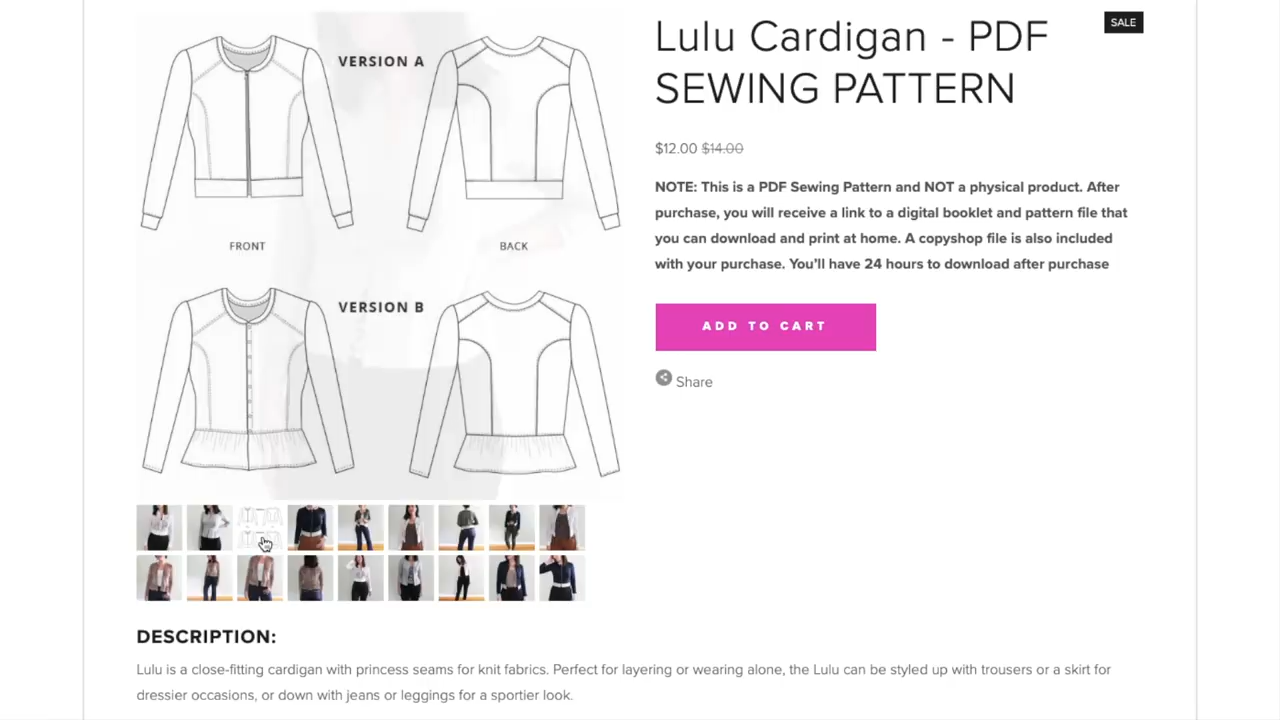 VERSION A
FRONT
BACK
VERSION B
Lulu Cardigan - PDF
SEWING PATTERN
SALE
$12.00 $14.00
NOTE: This is a PDF Sewing Pattern and NOT a physical product. After
purchase, you will receive a link to a digital booklet and pattern file that
you can download and print at home. A copyshop file is also included
with your purchase. You'll have 24 hours to download after purchase
ADD TO CART
Share
DESCRIPTION:
Lulu is a close-fitting cardigan with princess seams for knit fabrics. Perfect for layering or wearing alone, the Lulu can be styled up with trousers or a skirt for
dressier occasions, or down with jeans or leggings for a sportier look.